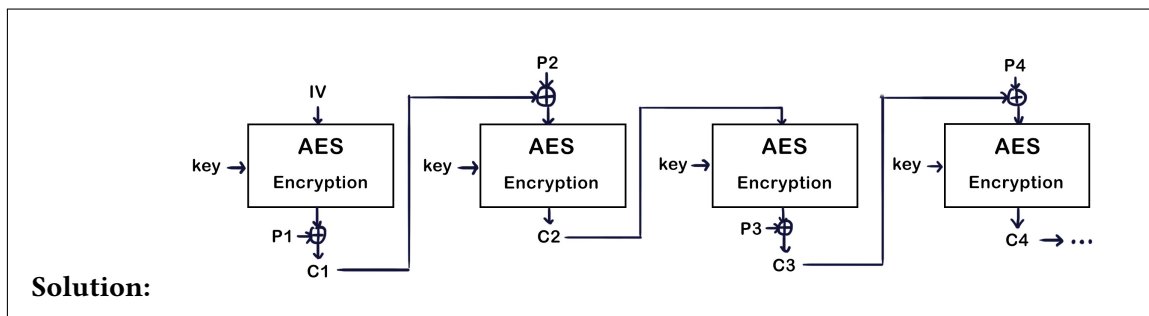 P2
P4
IV
AES
AES
AES
AES
key
key
key
key
Encryption
Encryption
Encryption
Encryption
P1
C2
P3
C4
...
C1
C3
Solution: